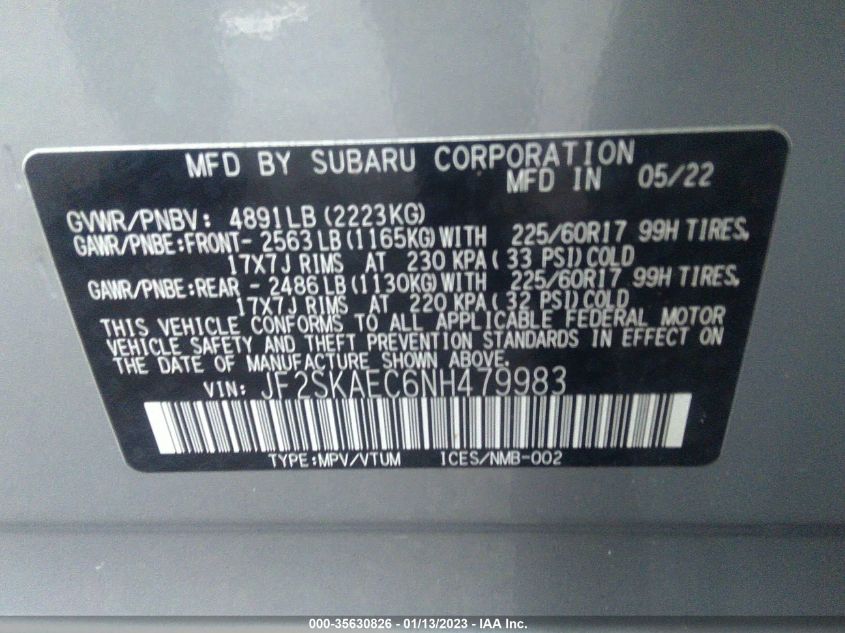 MFD BY SUBARU CORPORATION
MFD IN 05/22
GVWR/PNBV: 4891LB (2223KG)
GAWR/PNBE:FRONT- 2563LB (1165KG) WITH 225/60R17 99H TIRES,
17X7J RIMS AT 230 KPA ( 33 PSI) COLD
GAWR/PNBE:REAR - 2486LB (1130KG) WITH 225/60R17 99H TIRES,
17X7J RIMS AT 220 KPA ( 32 PSI) COLD
THIS VEHICLE CONFORMS TO ALL APPLICABLE FEDERAL MOTOR
VEHICLE SAFETY AND THEFT PREVENTION STANDARDS IN EFFECT ON
THE DATE OF MANUFACTURE SHOWN ABOVE.
VIN: JF2SKAEC6NH479983
TYPE:MPV/VTUM ICES/NMB-002
000-35630826 - 01/13/2023 - IAA Inc.